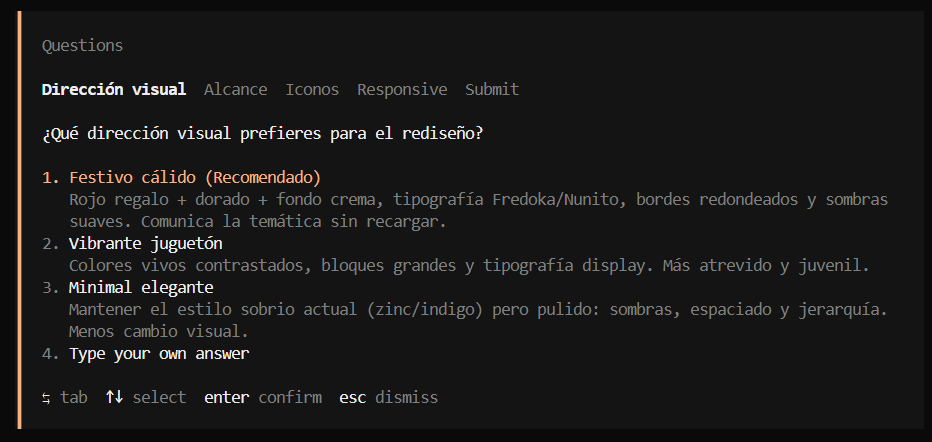 Questions
Dirección visual Alcance Iconos Responsive Submit
¿Qué dirección visual prefieres para el rediseño?
1. Festivo cálido (Recomendado)
Rojo regalo + dorado + fondo crema, tipografía Fredoka/Nunito, bordes redondeados y sombras
suaves. Comunica la temática sin recargar.
2. Vibrante juguetón
Colores vivos contrastados, bloques grandes y tipografía display. Más atrevido y juvenil.
3. Minimal elegante
Mantener el estilo sobrio actual (zinc/indigo) pero pulido: sombras, espaciado y jerarquía.
Menos cambio visual.
4. Type your own answer
⇆ tab ↑↓ select enter confirm esc dismiss